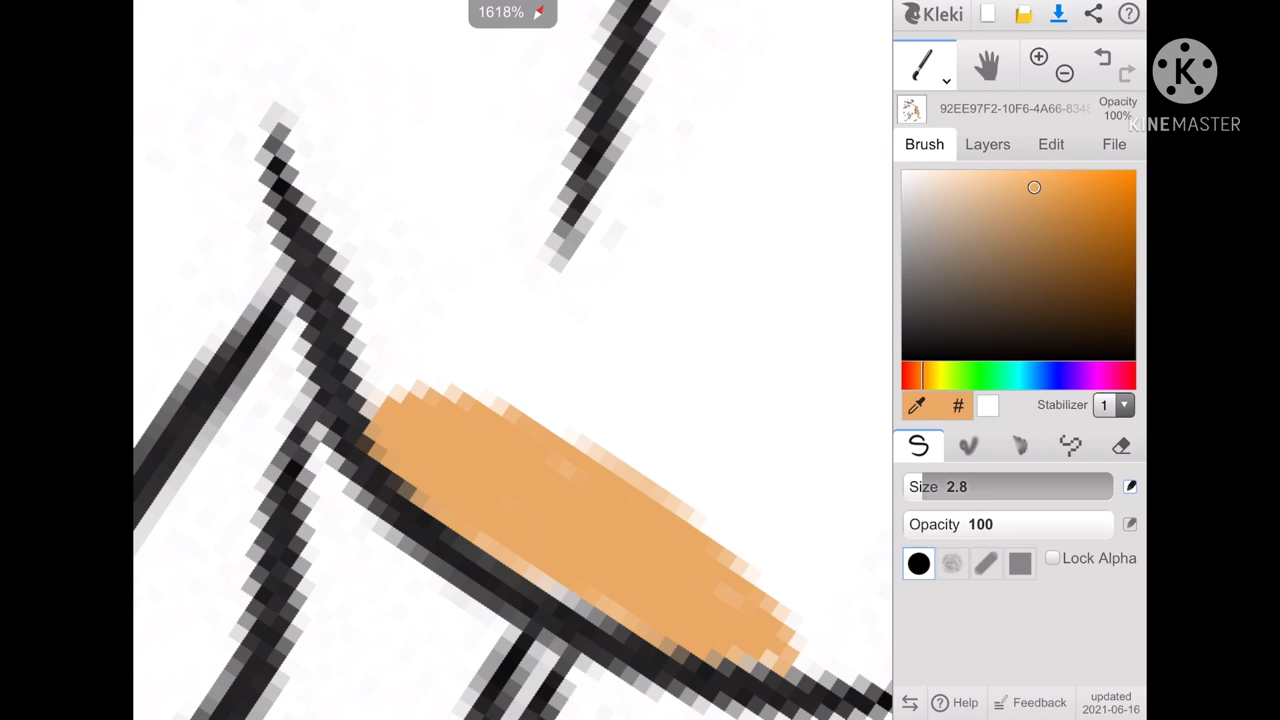 1618%
Kleki
92EE97F2-10F6-4A66-834
Opacity
100%
K
KINEMASTER
Brush Layers Edit File
# Stabilizer 1
Size 2.8
Opacity 100
Lock Alpha
Help Feedback updated
2021-06-16